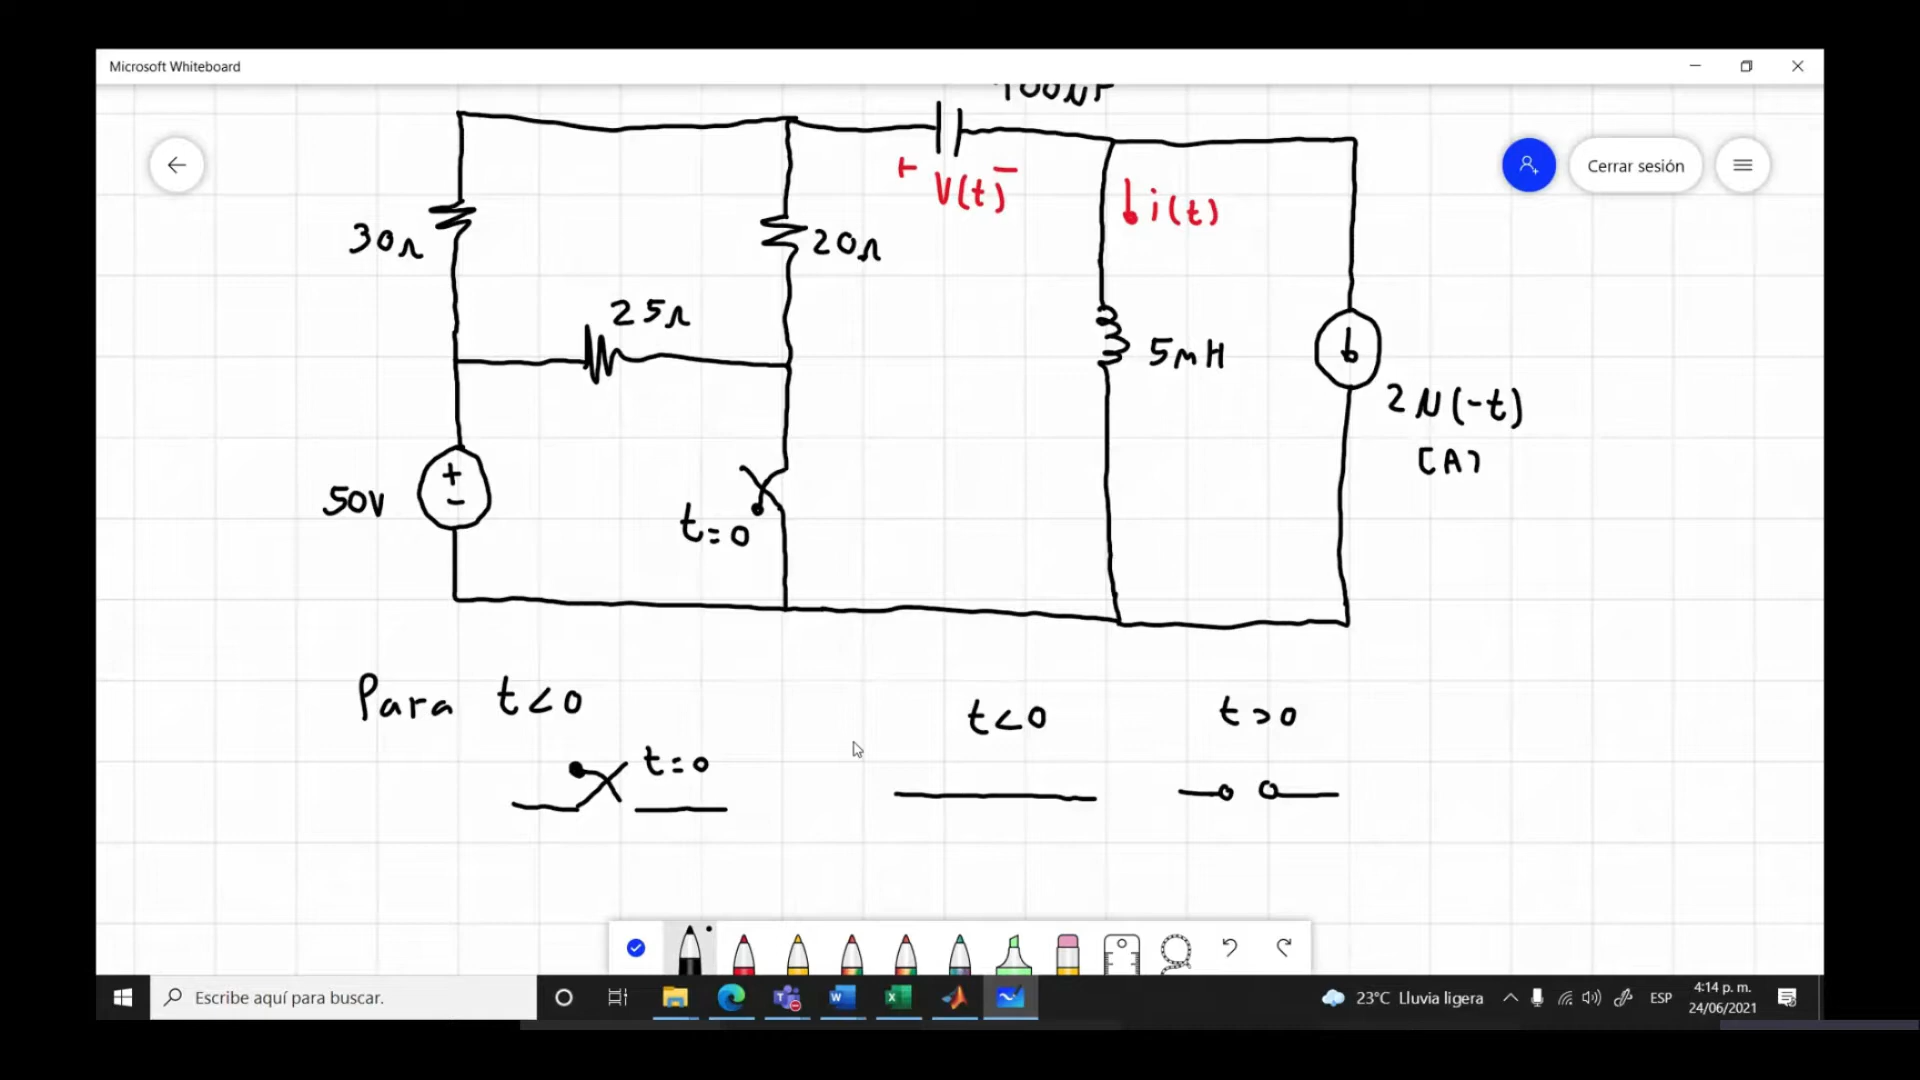 Microsoft Whiteboard
Cerrar sesión
+ V(t) -
i(t)
30Ω
20Ω
25Ω
5mH
50V
+
-
t=0
2u(-t)
[A]
Para t<0
t<0
t>0
t=0
Escribe aquí para buscar.
23°C Lluvia ligera
ESP
4:14 p. m.
24/06/2021